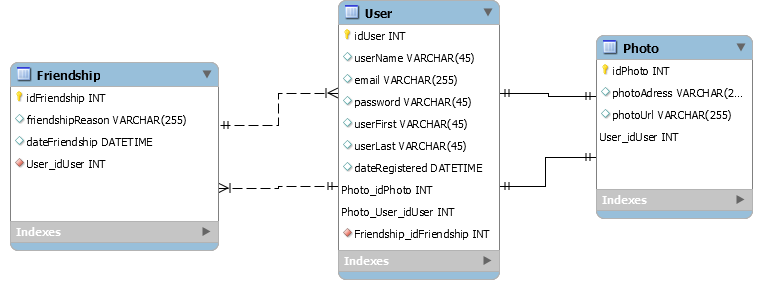 Friendship
idFriendship INT
friendshipReason VARCHAR(255)
dateFriendship DATETIME
User_idUser INT
Indexes
User
idUser INT
userName VARCHAR(45)
email VARCHAR(255)
password VARCHAR(45)
userFirst VARCHAR(45)
userLast VARCHAR(45)
dateRegistered DATETIME
Photo_idPhoto INT
Photo_User_idUser INT
Friendship_idFriendship INT
Indexes
Photo
idPhoto INT
photoAdress VARCHAR(2...
photoUrl VARCHAR(255)
User_idUser INT
Indexes